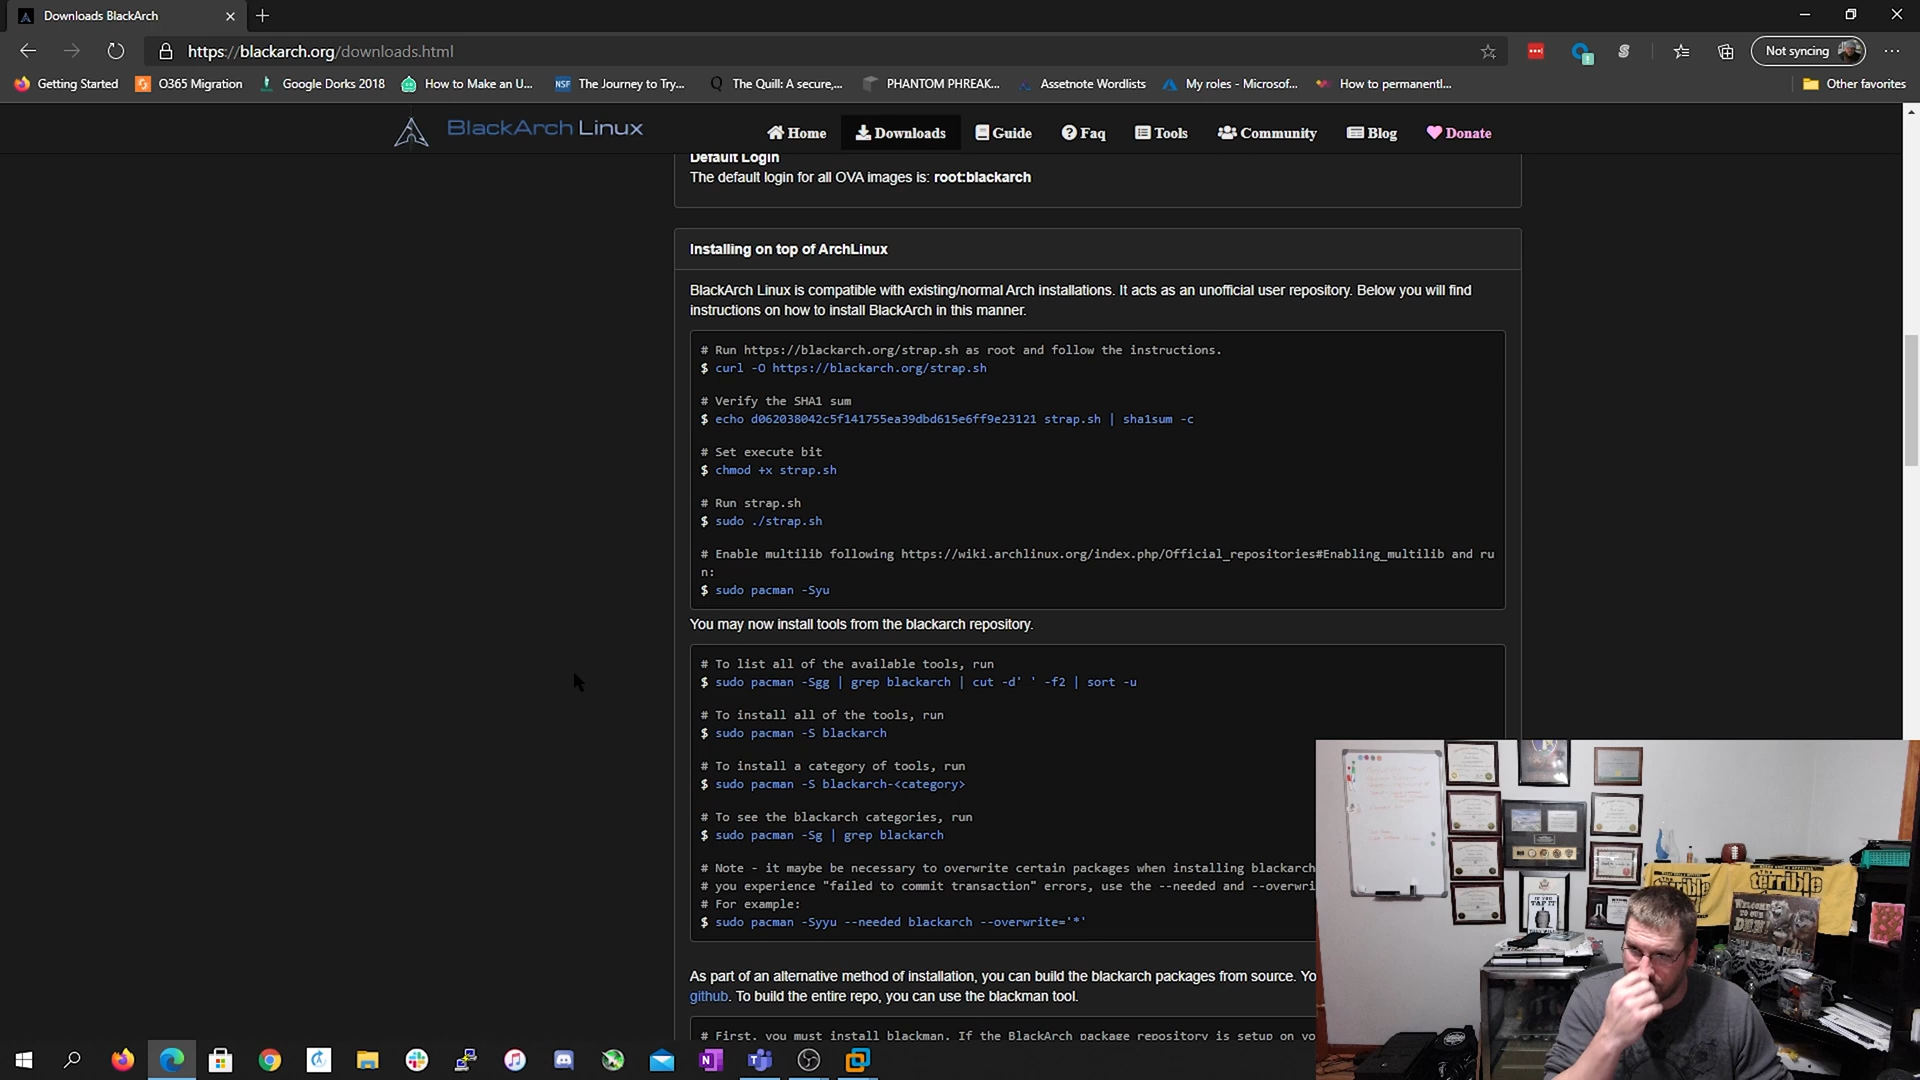 Downloads BlackArch
https://blackarch.org/downloads.html
Not syncing
Getting Started
O365 Migration
Google Dorks 2018
How to Make an U...
NSF
The Journey to Try...
The Quill: A secure,...
PHANTOM PHREAK...
Assetnote Wordlists
My roles - Microsof...
How to permanentl...
Other favorites
BlackArch Linux
Home
Downloads
Guide
Faq
Tools
Community
Blog
Donate
Default Login
The default login for all OVA images is: root:blackarch
Installing on top of ArchLinux
BlackArch Linux is compatible with existing/normal Arch installations. It acts as an unofficial user repository. Below you will find
instructions on how to install BlackArch in this manner.
# Run https://blackarch.org/strap.sh as root and follow the instructions.
$ curl -O https://blackarch.org/strap.sh
# Verify the SHA1 sum
$ echo d062038042c5f141755ea39dbd615e6ff9e23121 strap.sh | sha1sum -c
# Set execute bit
$ chmod +x strap.sh
# Run strap.sh
$ sudo ./strap.sh
# Enable multilib following https://wiki.archlinux.org/index.php/Official_repositories#Enabling_multilib and ru
n:
$ sudo pacman -Syu
You may now install tools from the blackarch repository.
# To list all of the available tools, run
$ sudo pacman -Sgg | grep blackarch | cut -d' ' -f2 | sort -u
# To install all of the tools, run
$ sudo pacman -S blackarch
# To install a category of tools, run
$ sudo pacman -S blackarch-<category>
# To see the blackarch categories, run
$ sudo pacman -Sg | grep blackarch
# Note - it maybe be necessary to overwrite certain packages when installing blackarch
# you experience "failed to commit transaction" errors, use the --needed and --overwri
# For example:
$ sudo pacman -Syyu --needed blackarch --overwrite='*'
As part of an alternative method of installation, you can build the blackarch packages from source. Yo
github. To build the entire repo, you can use the blackman tool.
# First, you must install blackman. If the BlackArch package repository is setup on yo
terrible
terrible
WELCOME
TO OUR
DEN
IF YOU
TAP IT